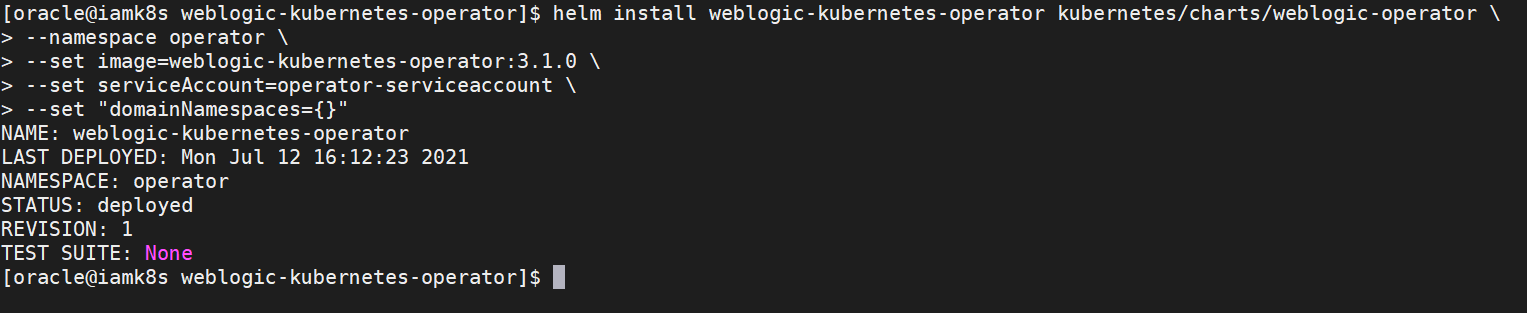 [oracle@iamk8s weblogic-kubernetes-operator]$ helm install weblogic-kubernetes-operator kubernetes/charts/weblogic-operator \
> --namespace operator \
> --set image=weblogic-kubernetes-operator:3.1.0 \
> --set serviceAccount=operator-serviceaccount \
> --set "domainNamespaces={}"
NAME: weblogic-kubernetes-operator
LAST DEPLOYED: Mon Jul 12 16:12:23 2021
NAMESPACE: operator
STATUS: deployed
REVISION: 1
TEST SUITE: None
[oracle@iamk8s weblogic-kubernetes-operator]$